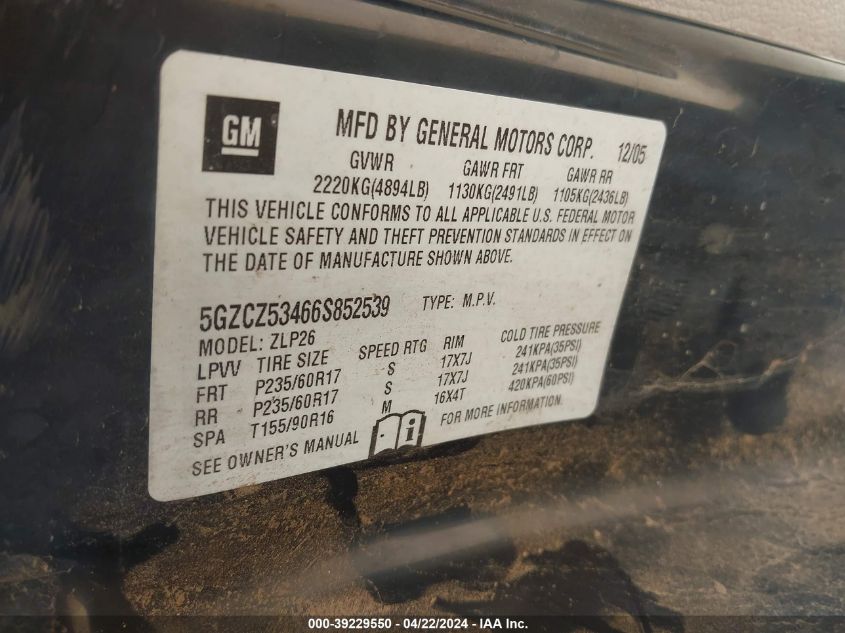 GM
MFD BY GENERAL MOTORS CORP. 12/05
GVWR GAWR FRT GAWR RR
2220KG(4894LB) 1130KG(2491LB) 1105KG(2436LB)
THIS VEHICLE CONFORMS TO ALL APPLICABLE U.S. FEDERAL MOTOR
VEHICLE SAFETY AND THEFT PREVENTION STANDARDS IN EFFECT ON
THE DATE OF MANUFACTURE SHOWN ABOVE.
5GZCZ53466S852539 TYPE: M.P.V.
MODEL: ZLP26
LPVV TIRE SIZE SPEED RTG RIM COLD TIRE PRESSURE
FRT P235/60R17 S 17X7J 241KPA(35PSI)
RR P235/60R17 S 17X7J 241KPA(35PSI)
SPA T155/90R16 M 16X4T 420KPA(60PSI)
SEE OWNER'S MANUAL i FOR MORE INFORMATION.
000-39229550 - 04/22/2024 - IAA Inc.